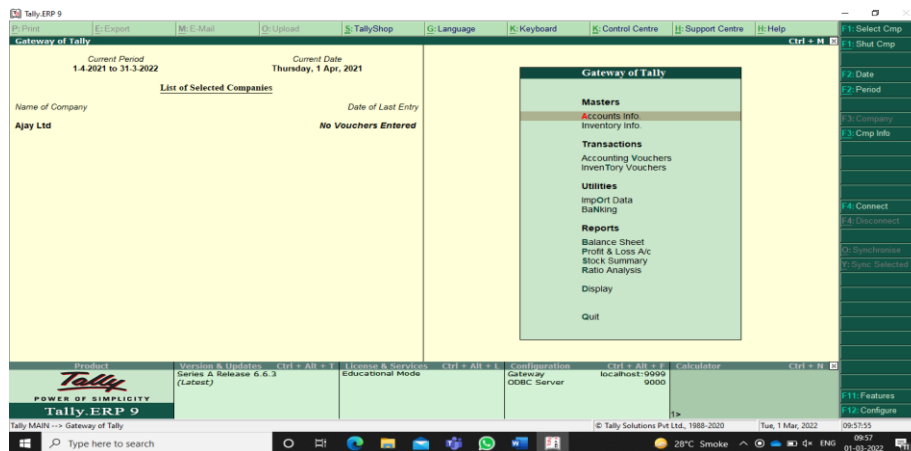 Tally.ERP 9
P: Print E: Export M: E-Mail O: Upload S: TallyShop G: Language K: Keyboard K: Control Centre H: Support Centre H: Help
Gateway of Tally Ctrl + M
Current Period
1-4-2021 to 31-3-2022
Current Date
Thursday, 1 Apr, 2021
List of Selected Companies
Name of Company Date of Last Entry
Ajay Ltd No Vouchers Entered
Gateway of Tally
Masters
Accounts Info.
Inventory Info.
Transactions
Accounting Vouchers
InvenTory Vouchers
Utilities
ImpOrt Data
BaNking
Reports
Balance Sheet
Profit & Loss A/c
Stock Summary
Ratio Analysis
Display
Quit
F1: Select Cmp
F1: Shut Cmp
F2: Date
F2: Period
F3: Company
F3: Cmp Info
F4: Connect
F4: Disconnect
O: Synchronise
Y: Sync Selected
F11: Features
F12: Configure
Product
Tally
POWER OF SIMPLICITY
Tally.ERP 9
Version & Updates Ctrl + Alt + T
Series A Release 6.6.3
(Latest)
License & Services Ctrl + Alt + L
Educational Mode
Configuration Ctrl + Alt + F
Gateway localhost:9999
ODBC Server 9000
Calculator Ctrl + N
1>
Tally MAIN --> Gateway of Tally © Tally Solutions Pvt Ltd., 1988-2020 Tue, 1 Mar, 2022 09:57:55
Type here to search 28°C Smoke ENG 09:57
01-03-2022